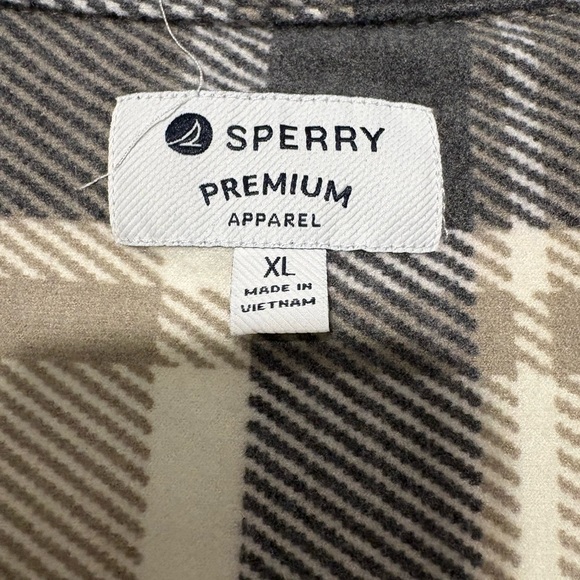 SPERRY
PREMIUM
APPAREL
XL
MADE IN
VIETNAM